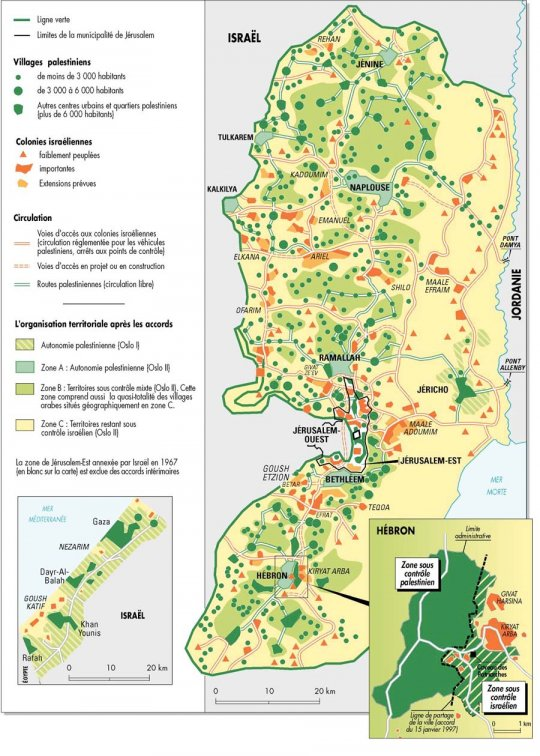 Ligne verte
Limites de la municipalité de Jérusalem
Villages palestiniens
de moins de 3 000 habitants
de 3 000 à 6 000 habitants
Autres centres urbains et quartiers palestiniens
(plus de 6 000 habitants)
Colonies israéliennes
faiblement peuplées
importantes
Extensions prévues
Circulation
Voies d'accès aux colonies israéliennes
(circulation réglementée pour les véhicules
palestiniens, arrêts aux points de contrôle)
Voies d'accès en projet ou en construction
Routes palestiniennes (circulation libre)
L'organisation territoriale après les accords
Autonomie palestinienne (Oslo I)
Zone A : Autonomie palestinienne (Oslo II)
Zone B : Territoires sous contrôle mixte (Oslo II). Cette
zone comprend aussi la quasi-totalité des villages
arabes situés géographiquement en zone C.
Zone C : Territoires restant sous
contrôle israélien (Oslo II)
La zone de Jérusalem-Est annexée par Israël en 1967
(en blanc sur la carte) est exclue des accords intérimaires
ISRAËL
REHAN
JÉNINE
TULKAREM
KADOUMIM
NAPLOUSE
KALKILYA
EMANUEL
ELKANA
ARIEL
SHILO
MAALE
EFRAIM
PONT
DAMYA
JORDANIE
OFARIM
RAMALLAH
GIVAT
ZE'EV
PONT
ALLENBY
JÉRICHO
JÉRUSALEM-
OUEST
MAALE
ADOUMIM
JÉRUSALEM-EST
GOUSH
ETZION
BETAR
BETHLÉEM
EFRAT
TEQOA
MER
MORTE
HÉBRON
KIRYAT ARBA
0 10 20 km
MER
MÉDITERRANÉE
Gaza
NEZARIM
Dayr-Al-
Balah
GOUSH
KATIF
Khan
Younis
Rafah
ISRAËL
ÉGYPTE
0 10 20 km
HÉBRON
Limite
administrative
Zone sous
contrôle
palestinien
GIVAT
HARSINA
KIRYAT
ARBA
Caveau des
Patriarches
Zone sous
contrôle
israélien
Ligne de partage
de la ville (accord
du 15 janvier 1997)
0 1 km